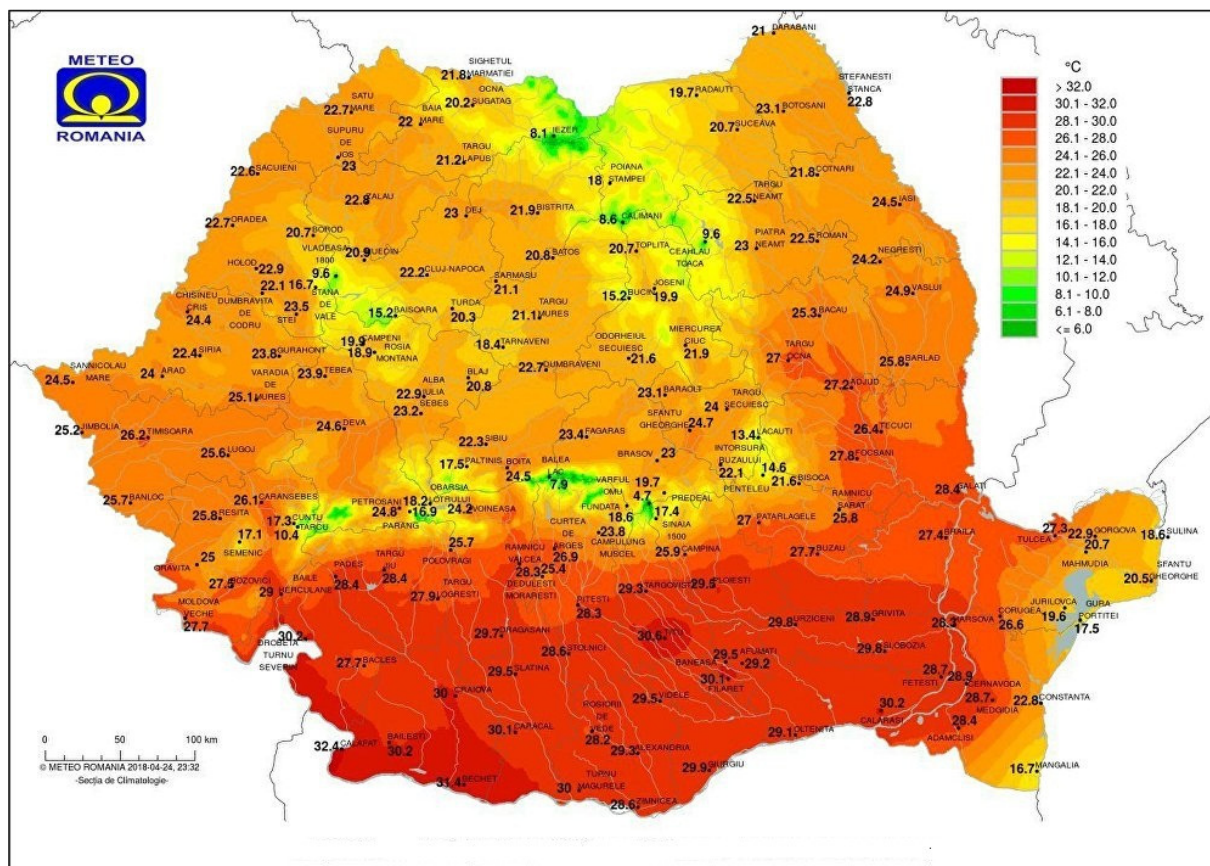 METEO
ROMANIA
°C
> 32.0
30.1 - 32.0
28.1 - 30.0
26.1 - 28.0
24.1 - 26.0
22.1 - 24.0
20.1 - 22.0
18.1 - 20.0
16.1 - 18.0
14.1 - 16.0
12.1 - 14.0
10.1 - 12.0
8.1 - 10.0
6.1 - 8.0
<= 6.0
21 DARABANI
SIGHETUL
21.8 MARMATIEI
STEFANESTI
STANCA
22.8
OCNA
20.2 SUGATAG
19.7 RADAUTI
SATU
22.7 MARE
BAIA
22 MARE
23.1 BOTOSANI
20.7 SUCEAVA
8.1 IEZER
SUPURU
DE
JOS
23
TARGU
21.2 LAPUS
22.6 SACUIENI
POIANA
18 STAMPEI
21.8 COTNARI
22.8 ZALAU
TARGU
22.5 NEAMT
24.5 IASI
23 DEJ
21.9 BISTRITA
22.7 ORADEA
8.6 CALIMANI
20.7 BOROD
9.6
CEAHLAU
TOACA
PIATRA
23 NEAMT
22.5 ROMAN
VLADEASA
1800
9.6
20.9 HUEDIN
20.8 BATOS
20.7 TOPLITA
NEGRESTI
24.2
HOLOD
22.9
22.2 CLUJ-NAPOCA
SARMASU
21.1
22.1
DUMBRAVITA
DE
CODRU
16.7
STANA
DE
VALE
JOSENI
19.9
15.2 BUCIN
24.9 VASLUI
CHISINEU
CRIS
24.4
23.5
STEI
15.2 BAISOARA
TURDA
20.3
TARGU
21.1 MURES
25.3 BACAU
19.9 CAMPENI
18.9 ROSIA
MONTANA
18.4 TARNAVENI
ODORHEIUL
SECUIESC
21.6
MIERCUREA
CIUC
21.9
TARGU
27 OCNA
22.4 SIRIA
23.8 GURAHONT
25.8 BARLAD
SANNICOLAU
24.5 MARE
24 ARAD
23.9 TEBEA
BLAJ
20.8
22.7 DUMBRAVENI
27.2 ADJUD
VARADIA
DE
25.1 MURES
ALBA
22.9 IULIA
SEBES
23.2
23.1 BARAOLT
TARGU
24 SECUIESC
SFANTU
GHEORGHE 24.7
25.2 JIMBOLIA
26.2 TIMISOARA
24.6 DEVA
22.3 SIBIU
23.4 FAGARAS
13.4 LACAUTI
26.4 TECUCI
25.6 LUGOJ
17.5 PALTINIS
BOITA
24.5
BALEA
LAC
7.9
BRASOV 23
INTORSURA
BUZAULUI
22.1
14.6
PENTELEU
21.6 BISOCA
27.8 FOCSANI
28.4 GALATI
25.7 BANLOC
26.1 CARANSEBES
PETROSANI
24.8
18.2
OBARSIA
LOTRULUI
16.9
PARANG
24.2 VOINEASA
VARFUL
OMU
4.7
19.7
PREDEAL
FUNDATA
18.6
17.4
SINAIA
1500
RAMNICU
SARAT
25.8
25.8 RESITA
17.3 CUNTU
TARCU
10.4
17.1
SEMENIC
CURTEA
DE
ARGES
26.9
23.8
CAMPULUNG
MUSCEL
27 PATARLAGELE
27.4 BRAILA
27.3
TULCEA
22.9 GORGOVA
20.7
MAHMUDIA
18.6 SULINA
25
ORAVITA
25.7
POLOVRAGI
RAMNICU
VALCEA
28.3
25.4
DEDULESTI
MORARESTI
25.9 CAMPINA
27.7 BUZAU
SFANTU
20.5 GHEORGHE
27.5 BOZOVICI
BAILE
29 HERCULANE
PADES
28.4
TARGU
JIU
28.4
TARGU
27.9 LOGRESTI
29.3 TARGOVISTE
29.5 PLOIESTI
MOLDOVA
VECHE
27.7
PITESTI
28.3
JURILOVCA
19.6
GURA
PORTITEI
17.5
CORUGEA
26.6
28.3 HARSOVA
28.9 GRIVITA
29.8 URZICENI
30.2
DROBETA
TURNU
SEVERIN
29.7 DRAGASANI
28.6 STOLNICI
30.6 TITU
29.8 SLOBOZIA
27.7 BACLES
29.5 SLATINA
29.5 AFUMATI
BANEASA 29.2
30.1
FILARET
28.7
FETESTI
28.9
CERNAVODA
28.7
MEDGIDIA
22.8 CONSTANTA
30 CRAIOVA
29.5 VIDELE
30.2
CALARASI
28.4
ADAMCLISI
30.1 CARACAL
ROSIORII
DE
VEDE
28.2
29.1 OLTENITA
32.4 CALAFAT
BAILESTI
30.2
29.3 ALEXANDRIA
29.9 GIURGIU
16.7 MANGALIA
31.4 BECHET
TURNU
30 MAGURELE
28.6 ZIMNICEA
0 50 100 km
© METEO ROMANIA 2018-04-24, 23:32
-Secția de Climatologie-